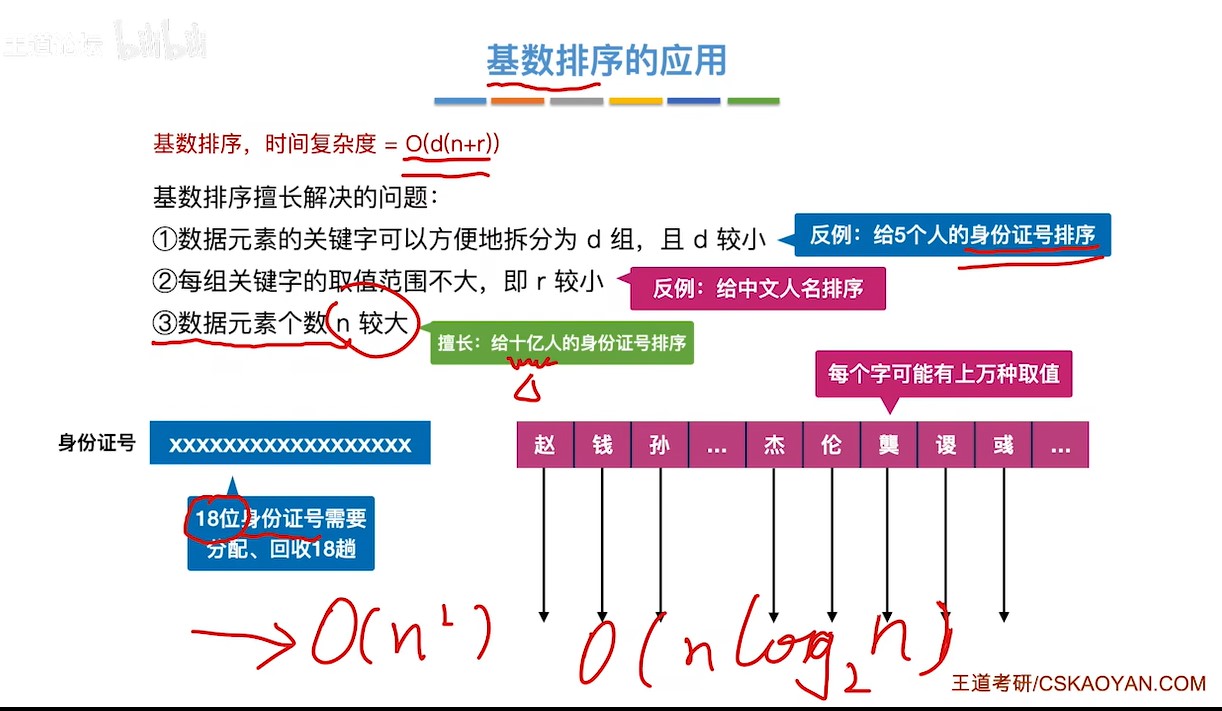 王道论坛 bilibili
基数排序的应用
基数排序，时间复杂度 = O(d(n+r))
基数排序擅长解决的问题：
①数据元素的关键字可以方便地拆分为 d 组，且 d 较小
反例：给5个人的身份证号排序
②每组关键字的取值范围不大，即 r 较小
反例：给中文人名排序
③数据元素个数 n 较大
擅长：给十亿人的身份证号排序
每个字可能有上万种取值
身份证号
xxxxxxxxxxxxxxxxxx
赵 钱 孙 ... 杰 伦 龑 谡 彧 ...
18位身份证号需要
分配、回收18趟
O(n²)
O(nlog₂n)
王道考研/CSKAOYAN.COM